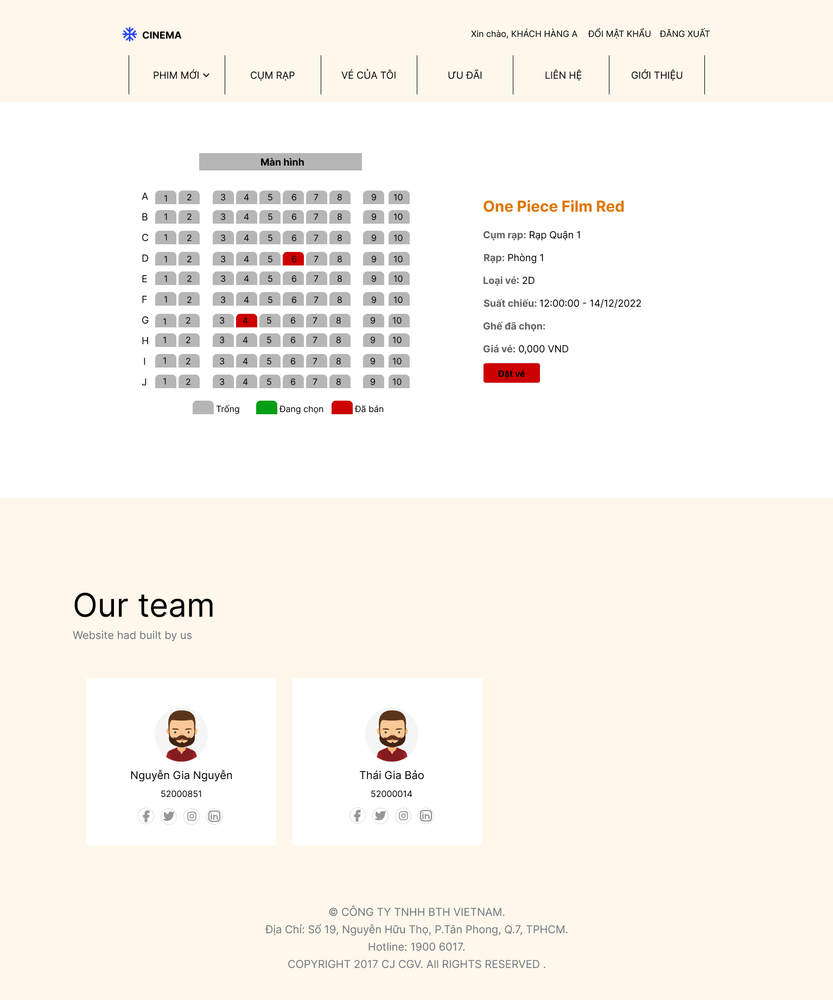 CINEMA
Xin chào, KHÁCH HÀNG A ĐỔI MẬT KHẨU ĐĂNG XUẤT
PHIM MỚI CỤM RẠP VÉ CỦA TÔI ƯU ĐÃI LIÊN HỆ GIỚI THIỆU
Màn hình
A 1 2 3 4 5 6 7 8 9 10
B 1 2 3 4 5 6 7 8 9 10
C 1 2 3 4 5 6 7 8 9 10
D 1 2 3 4 5 6 7 8 9 10
E 1 2 3 4 5 6 7 8 9 10
F 1 2 3 4 5 6 7 8 9 10
G 1 2 3 4 5 6 7 8 9 10
H 1 2 3 4 5 6 7 8 9 10
I 1 2 3 4 5 6 7 8 9 10
J 1 2 3 4 5 6 7 8 9 10
Trống Đang chọn Đã bán
One Piece Film Red
Cụm rạp: Rạp Quận 1
Rạp: Phòng 1
Loại vé: 2D
Suất chiếu: 12:00:00 - 14/12/2022
Ghế đã chọn:
Giá vé: 0,000 VND
Đặt vé
Our team
Website had built by us
Nguyễn Gia Nguyễn
52000851
Thái Gia Bảo
52000014
© CÔNG TY TNHH BTH VIETNAM.
Địa Chỉ: Số 19, Nguyễn Hữu Thọ, P.Tân Phong, Q.7, TPHCM.
Hotline: 1900 6017.
COPYRIGHT 2017 CJ CGV. All RIGHTS RESERVED .